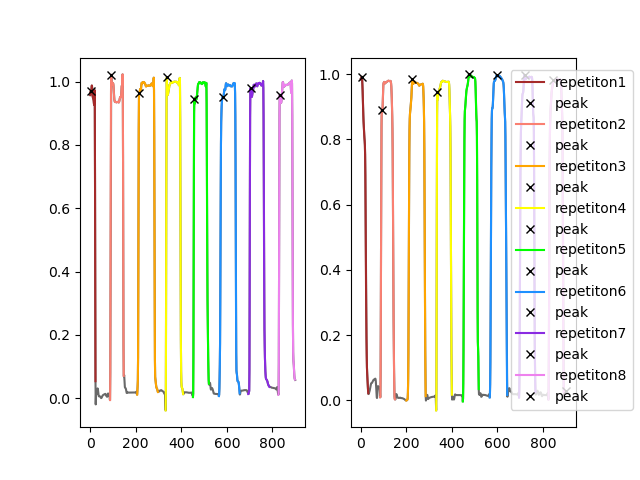 1.0
0.8
0.6
0.4
0.2
0.0
0
200
400
600
800
1.0
0.8
0.6
0.4
0.2
0.0
0
200
400
600
800
repetiton1
peak
repetiton2
peak
repetiton3
peak
repetiton4
peak
repetiton5
peak
repetiton6
peak
repetiton7
peak
repetiton8
peak